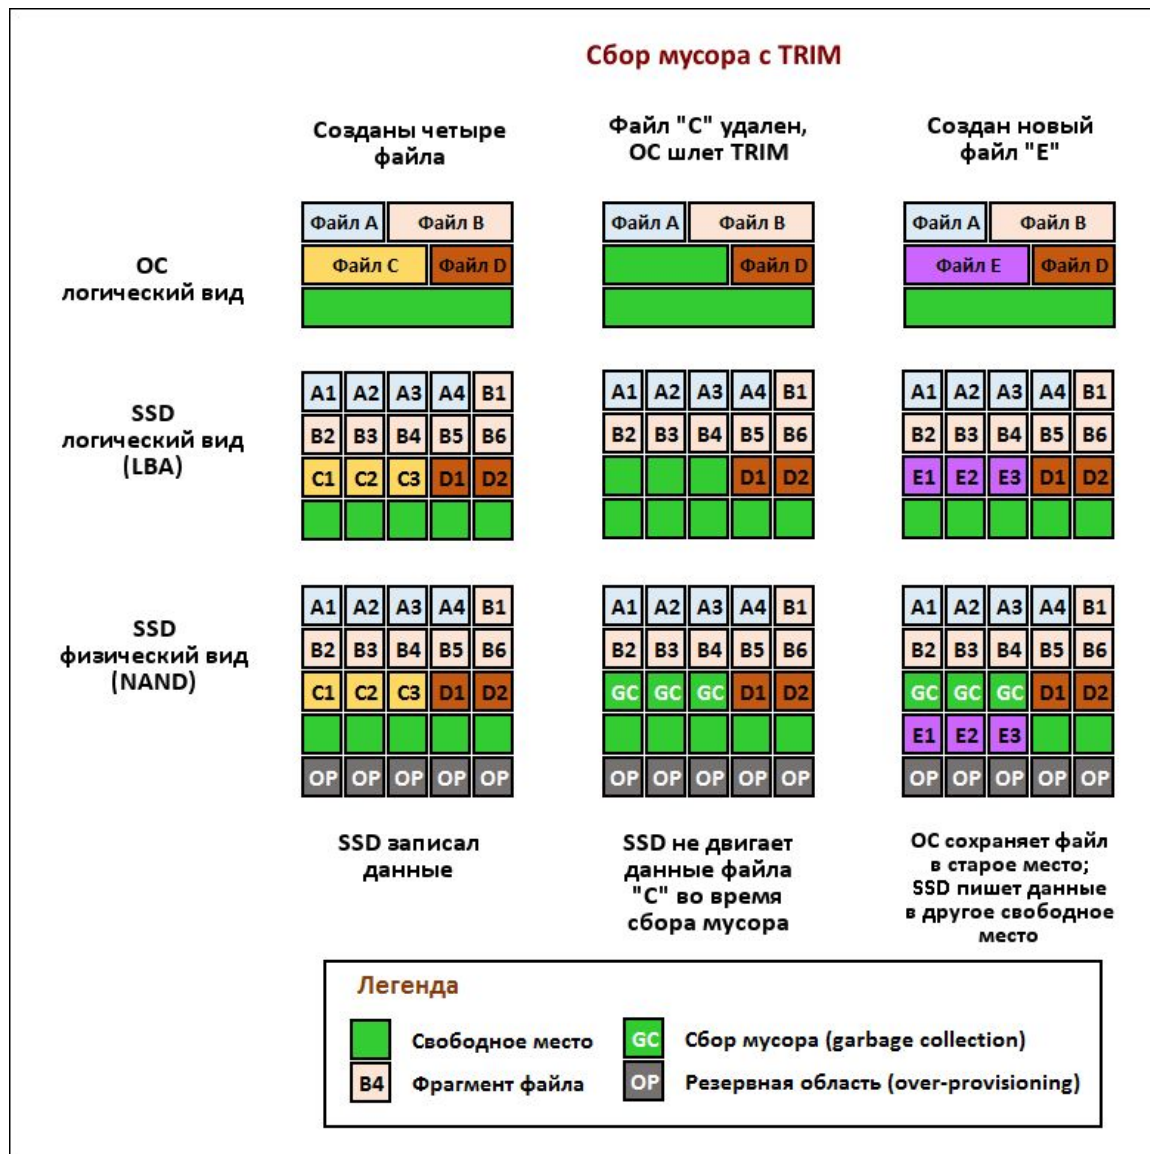 Сбор мусора с TRIM
Созданы четыре
файла
Файл "C" удален,
ОС шлет TRIM
Создан новый
файл "E"
ОС
логический вид
Файл A Файл B
Файл C Файл D
Файл A Файл B
Файл D
Файл A Файл B
Файл E Файл D
SSD
логический вид
(LBA)
A1 A2 A3 A4 B1
B2 B3 B4 B5 B6
C1 C2 C3 D1 D2
A1 A2 A3 A4 B1
B2 B3 B4 B5 B6
D1 D2
A1 A2 A3 A4 B1
B2 B3 B4 B5 B6
E1 E2 E3 D1 D2
SSD
физический вид
(NAND)
A1 A2 A3 A4 B1
B2 B3 B4 B5 B6
C1 C2 C3 D1 D2
OP OP OP OP OP
A1 A2 A3 A4 B1
B2 B3 B4 B5 B6
GC GC GC D1 D2
OP OP OP OP OP
A1 A2 A3 A4 B1
B2 B3 B4 B5 B6
GC GC GC D1 D2
E1 E2 E3
OP OP OP OP OP
SSD записал
данные
SSD не двигает
данные файла
"C" во время
сбора мусора
ОС сохраняет файл
в старое место;
SSD пишет данные
в другое свободное
место
Легенда
Свободное место
GC Сбор мусора (garbage collection)
B4 Фрагмент файла
OP Резервная область (over-provisioning)